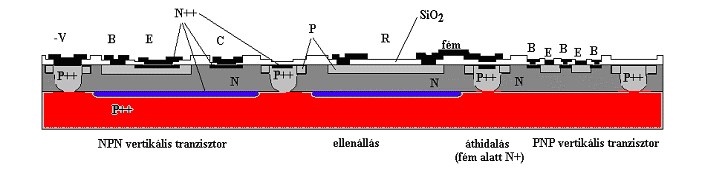 N++
SiO2
-V
B
E
C
P
R
fém
B
E
B
E
B
P++
P++
P++
P++
N
N
N
P++
NPN vertikális tranzisztor
ellenállás
áthidalás
(fém alatt N+)
PNP vertikális tranzisztor